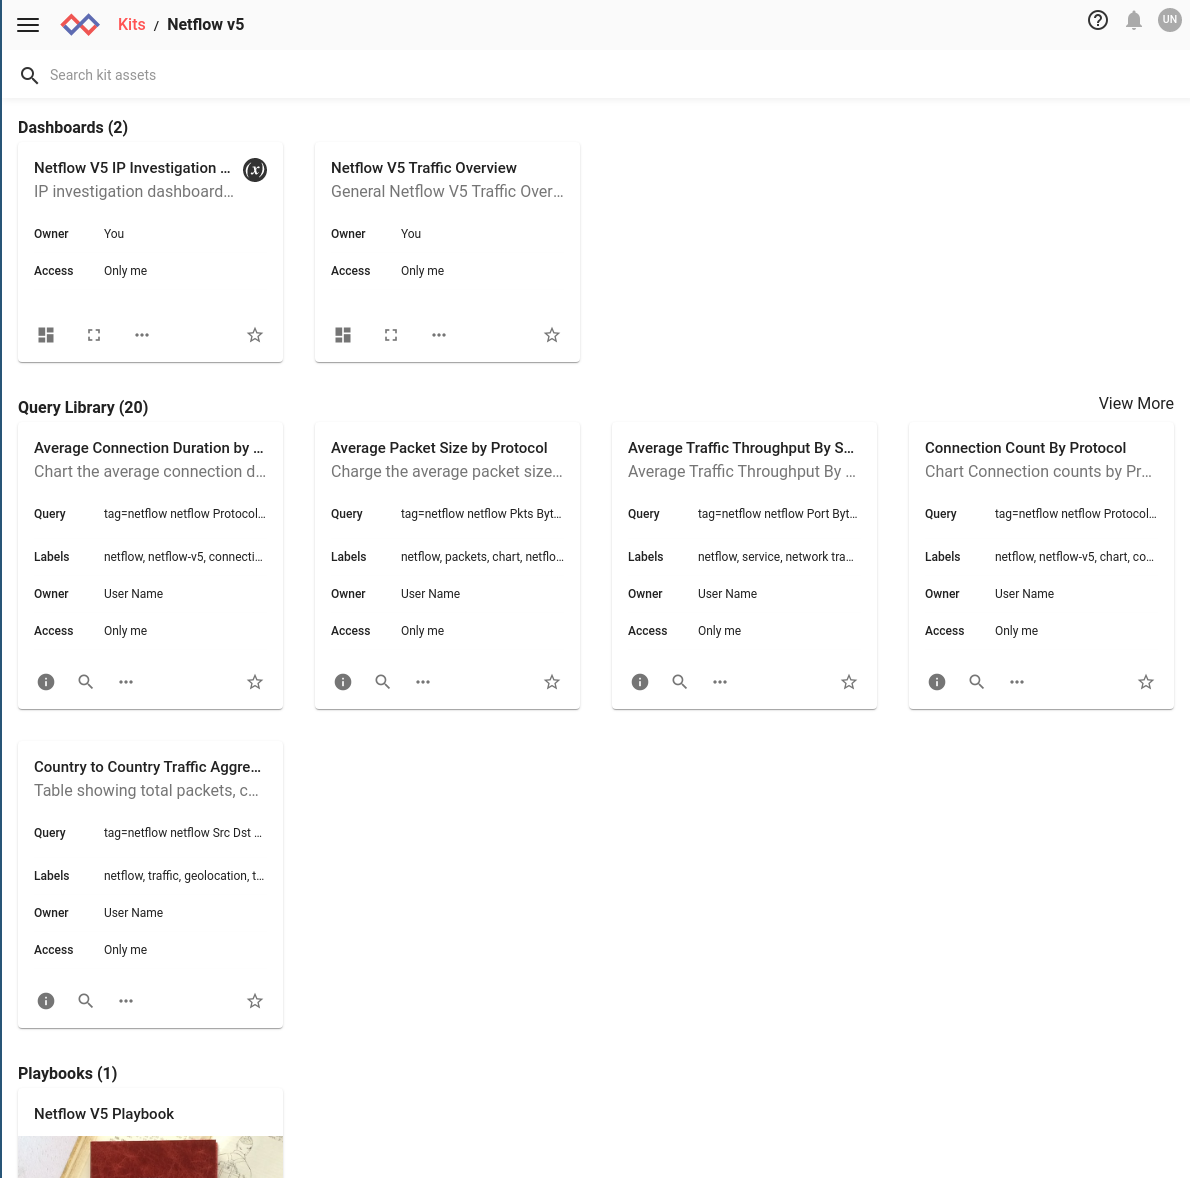 Kits / Netflow v5
UN
Search kit assets
Dashboards (2)
Netflow V5 IP Investigation ...
(x)
IP investigation dashboard...
Owner You
Access Only me
Netflow V5 Traffic Overview
General Netflow V5 Traffic Over...
Owner You
Access Only me
Query Library (20)
View More
Average Connection Duration by ...
Chart the average connection d...
Query tag=netflow netflow Protocol...
Labels netflow, netflow-v5, connecti...
Owner User Name
Access Only me
Average Packet Size by Protocol
Charge the average packet size...
Query tag=netflow netflow Pkts Byt...
Labels netflow, packets, chart, netflo...
Owner User Name
Access Only me
Average Traffic Throughput By S...
Average Traffic Throughput By ...
Query tag=netflow netflow Port Byt...
Labels netflow, service, network tra...
Owner User Name
Access Only me
Connection Count By Protocol
Chart Connection counts by Pr...
Query tag=netflow netflow Protocol...
Labels netflow, netflow-v5, chart, co...
Owner User Name
Access Only me
Country to Country Traffic Aggre...
Table showing total packets, c...
Query tag=netflow netflow Src Dst ...
Labels netflow, traffic, geolocation, t...
Owner User Name
Access Only me
Playbooks (1)
Netflow V5 Playbook